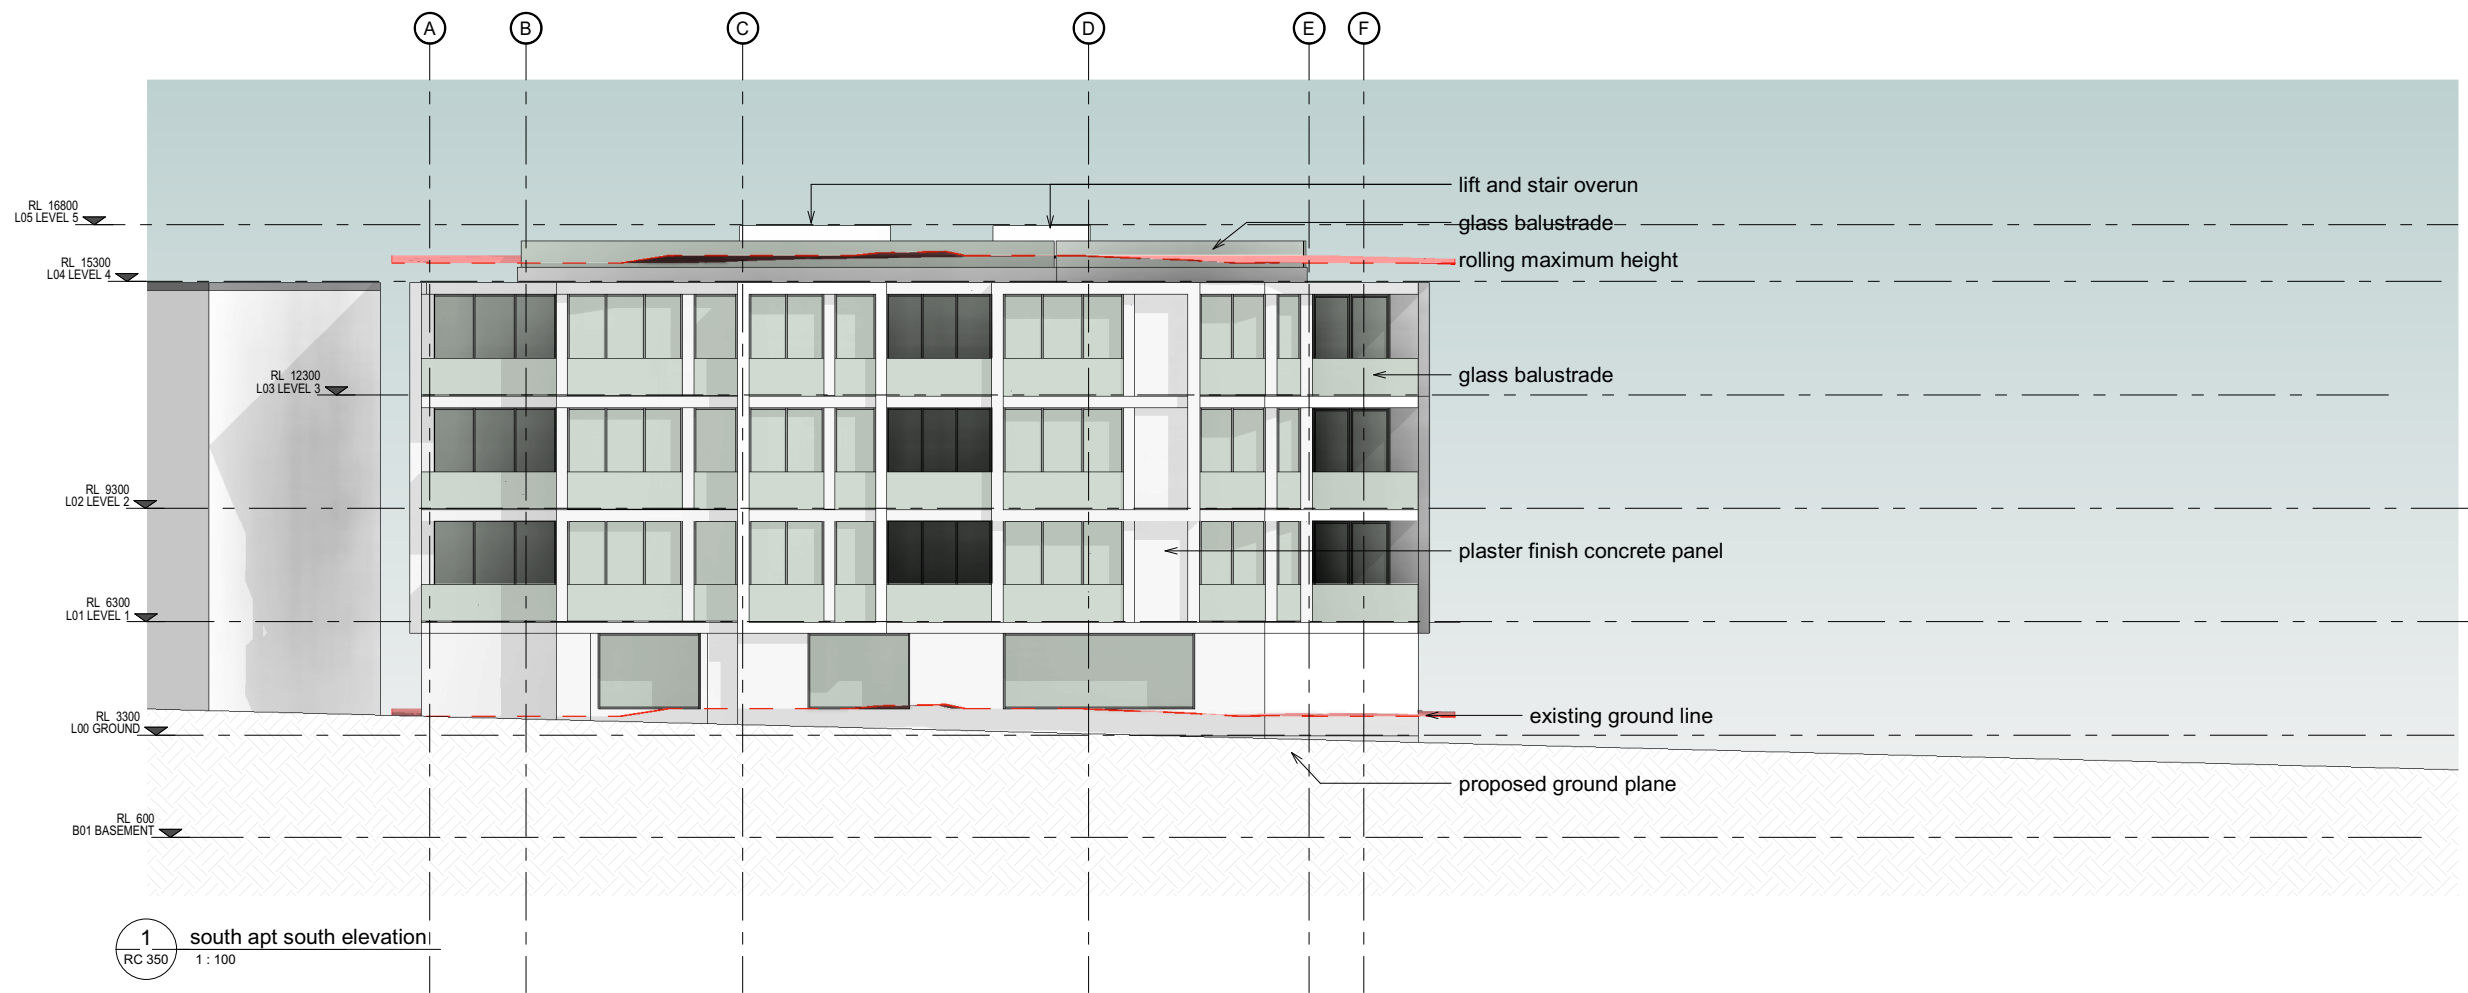 A B C D E F
lift and stair overun
RL 16800
L05 LEVEL 5
glass balustrade
rolling maximum height
RL 15300
L04 LEVEL 4
RL 12300
L03 LEVEL 3
glass balustrade
RL 9300
L02 LEVEL 2
plaster finish concrete panel
RL 6300
L01 LEVEL 1
existing ground line
RL 3300
L00 GROUND
proposed ground plane
RL 600
B01 BASEMENT
1 south apt south elevation
RC 350 1 : 100